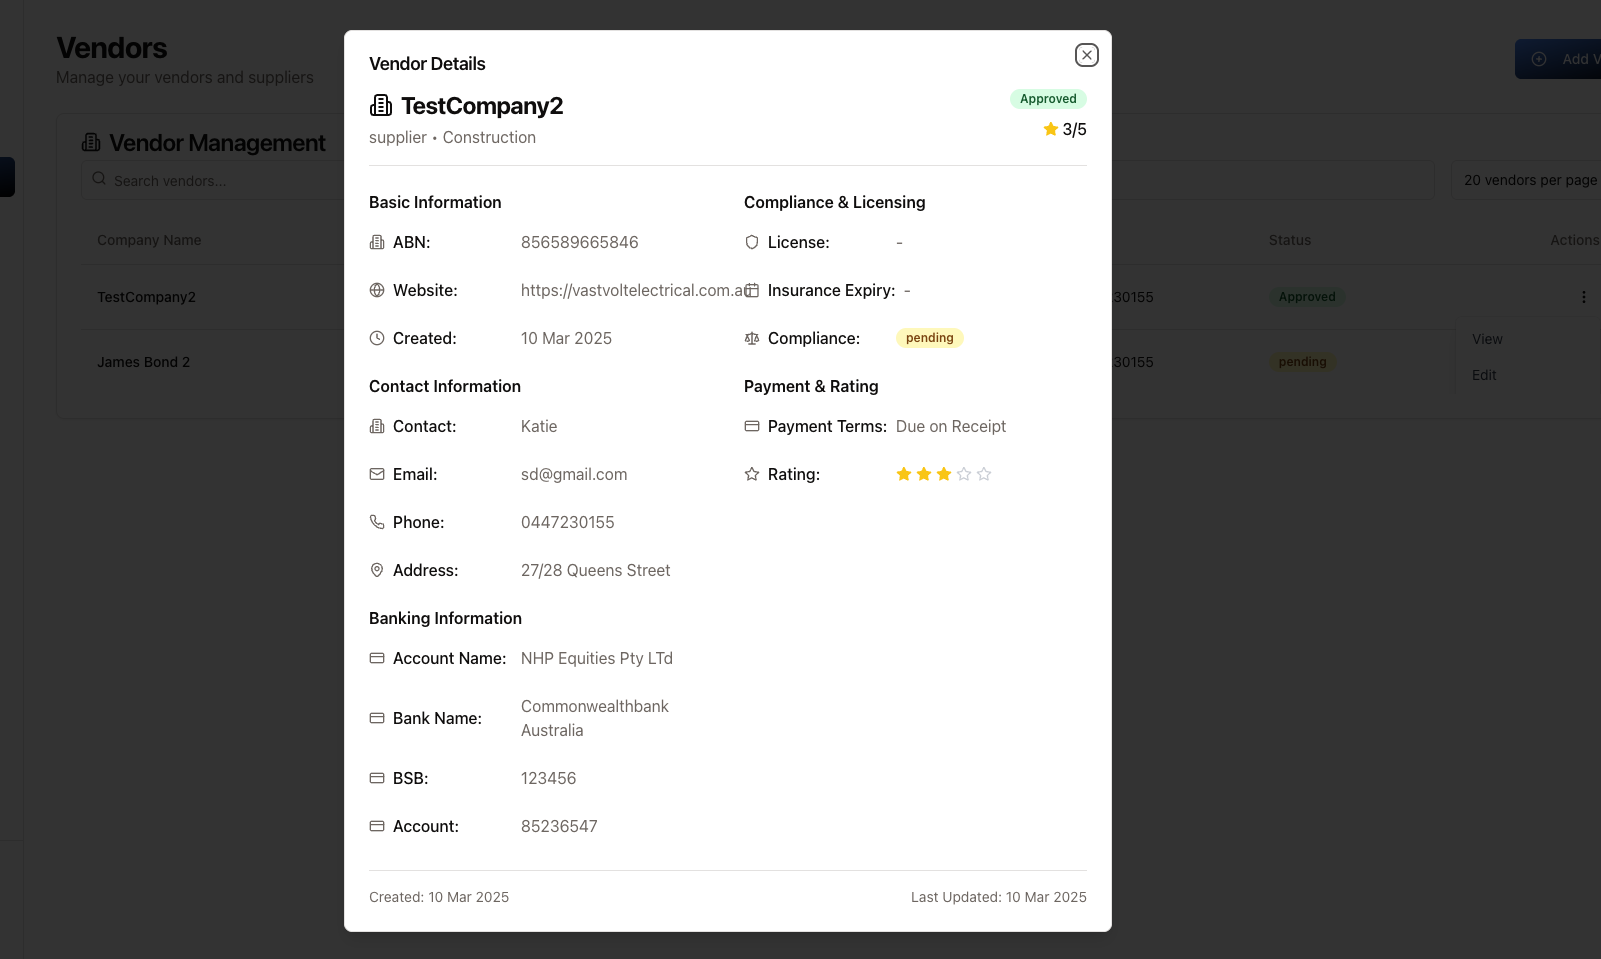 Vendors
Manage your vendors and suppliers
Add V
Vendor Management
Search vendors...
20 vendors per page
Company Name
Status
Actions
TestCompany2
30155
Approved
James Bond 2
30155
pending
View
Edit
Vendor Details
TestCompany2
Approved
supplier • Construction
3/5
Basic Information
ABN: 856589665846
Website: https://vastvoltelectrical.com.au
Created: 10 Mar 2025
Compliance & Licensing
License: -
Insurance Expiry: -
Compliance: pending
Contact Information
Contact: Katie
Email: sd@gmail.com
Phone: 0447230155
Address: 27/28 Queens Street
Payment & Rating
Payment Terms: Due on Receipt
Rating:
Banking Information
Account Name: NHP Equities Pty LTd
Bank Name: Commonwealthbank
Australia
BSB: 123456
Account: 85236547
Created: 10 Mar 2025
Last Updated: 10 Mar 2025